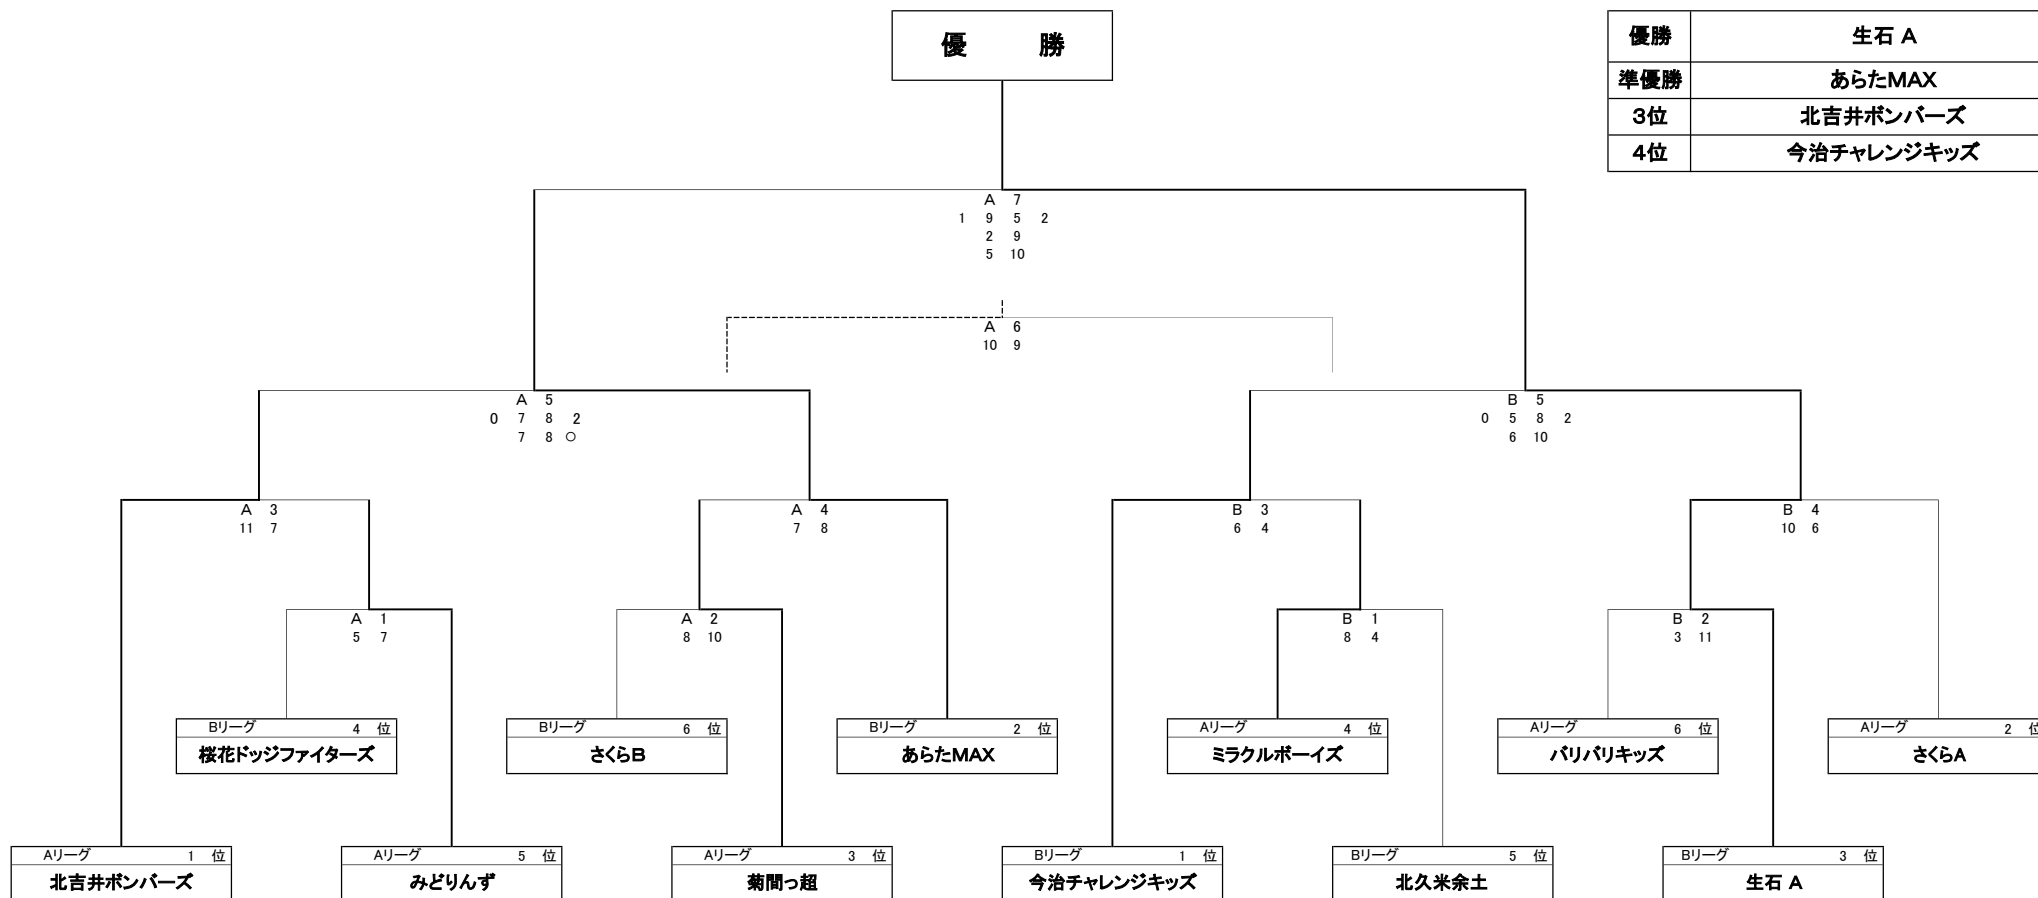 優 勝
優勝 生石 A
準優勝 あらたMAX
3位 北吉井ボンバーズ
4位 今治チャレンジキッズ
A 7
1 9 5 2
2 9
5 10
A 6
10 9
A 5
0 7 8 2
7 8 ○
B 5
0 5 8 2
6 10
A 3
11 7
A 4
7 8
B 3
6 4
B 4
10 6
A 1
5 7
A 2
8 10
B 1
8 4
B 2
3 11
Bリーグ 4 位
桜花ドッジファイターズ
Bリーグ 6 位
さくらB
Bリーグ 2 位
あらたMAX
Aリーグ 4 位
ミラクルボーイズ
Aリーグ 6 位
バリバリキッズ
Aリーグ 2 位
さくらA
Aリーグ 1 位
北吉井ボンバーズ
Aリーグ 5 位
みどりんず
Aリーグ 3 位
菊間っ超
Bリーグ 1 位
今治チャレンジキッズ
Bリーグ 5 位
北久米余土
Bリーグ 3 位
生石 A